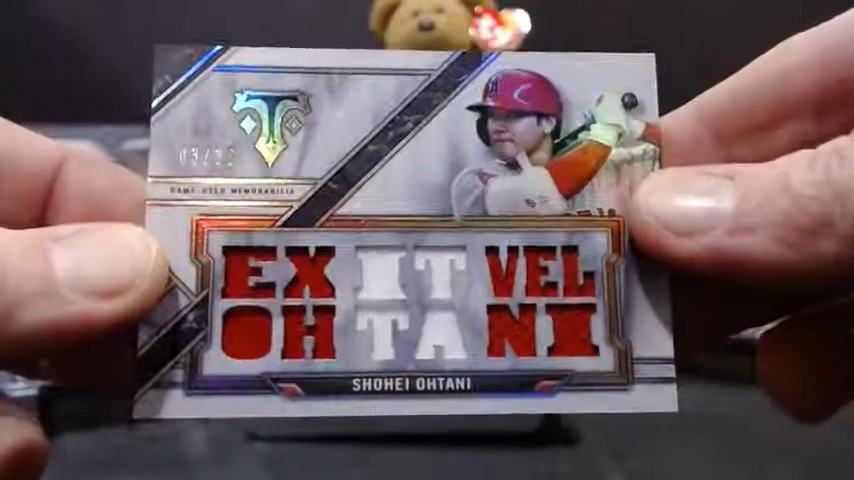 GAME-USED MEMORABILIA
EX IT VEL
OH TA NI
SHOHEI OHTANI